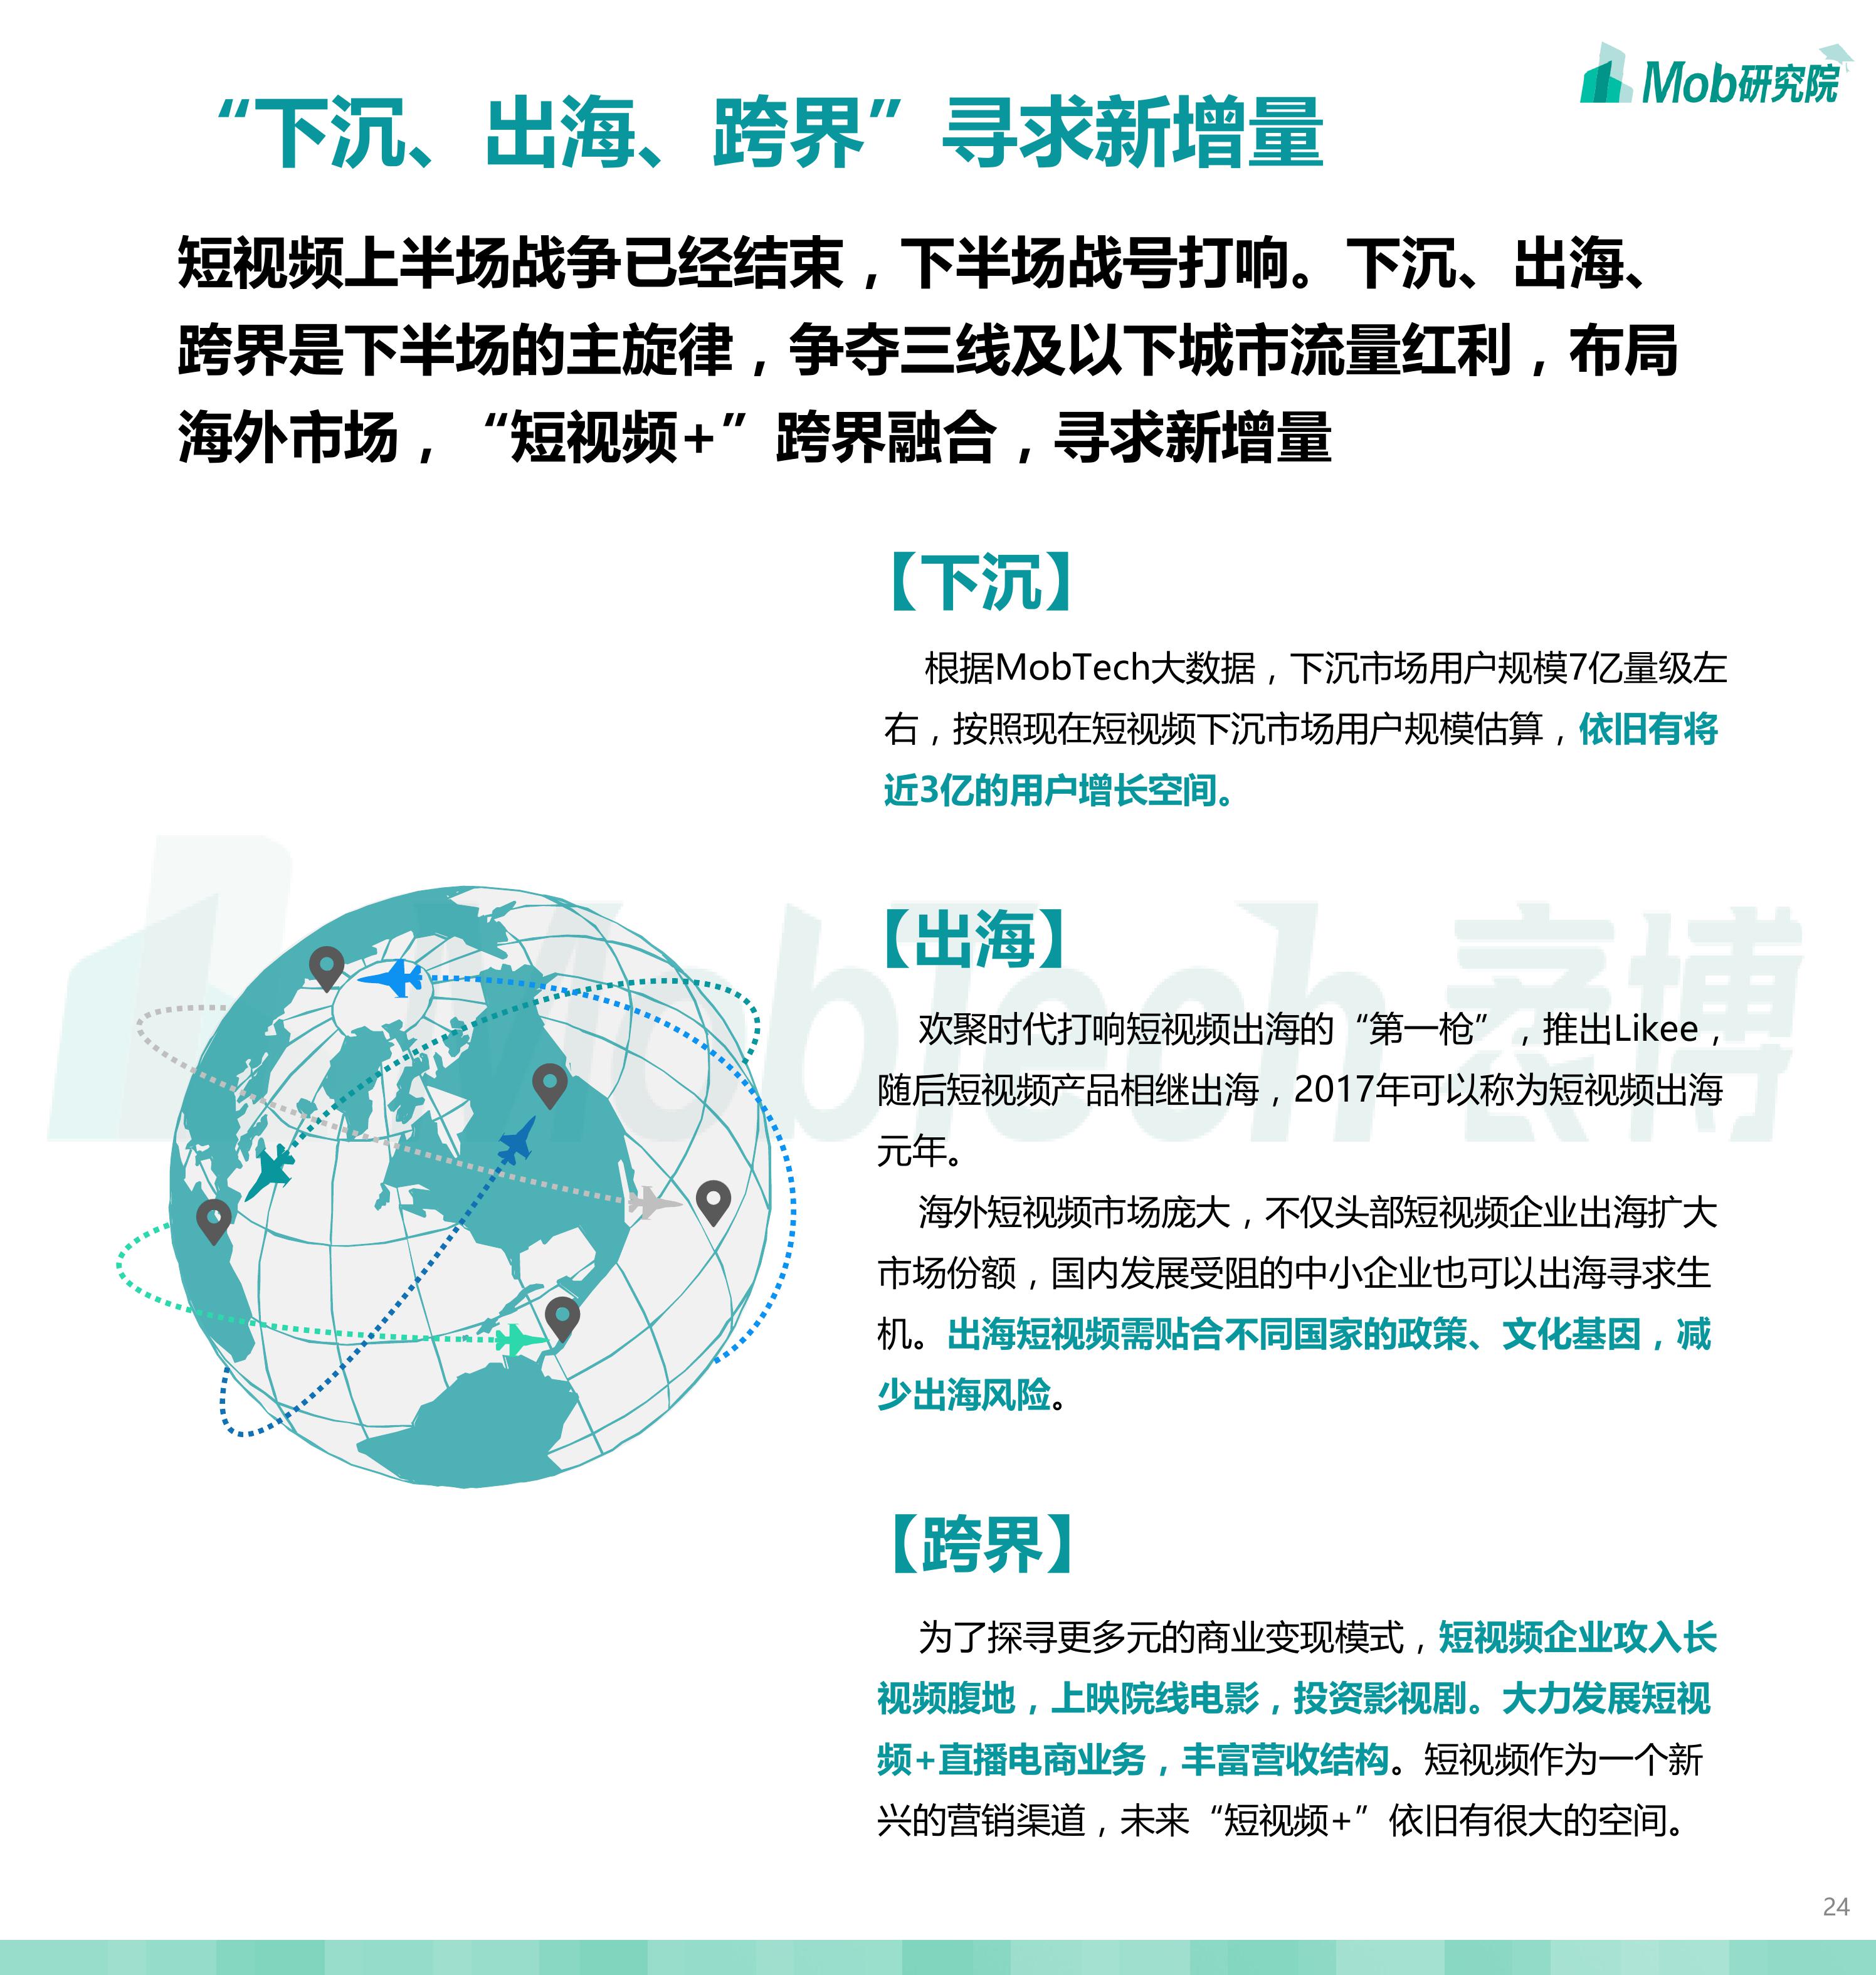 Mob研究院
“下沉、出海、跨界”寻求新增量
短视频上半场战争已经结束，下半场战号打响。下沉、出海、
跨界是下半场的主旋律，争夺三线及以下城市流量红利，布局
海外市场，“短视频+”跨界融合，寻求新增量
【下沉】
根据MobTech大数据，下沉市场用户规模7亿量级左
右，按照现在短视频下沉市场用户规模估算，依旧有将
近3亿的用户增长空间。
【出海】
欢聚时代打响短视频出海的“第一枪”，推出Likee，
随后短视频产品相继出海，2017年可以称为短视频出海
元年。
海外短视频市场庞大，不仅头部短视频企业出海扩大
市场份额，国内发展受阻的中小企业也可以出海寻求生
机。出海短视频需贴合不同国家的政策、文化基因，减
少出海风险。
【跨界】
为了探寻更多元的商业变现模式，短视频企业攻入长
视频腹地，上映院线电影，投资影视剧。大力发展短视
频+直播电商业务，丰富营收结构。短视频作为一个新
兴的营销渠道，未来“短视频+”依旧有很大的空间。
MobTech 袤博
24